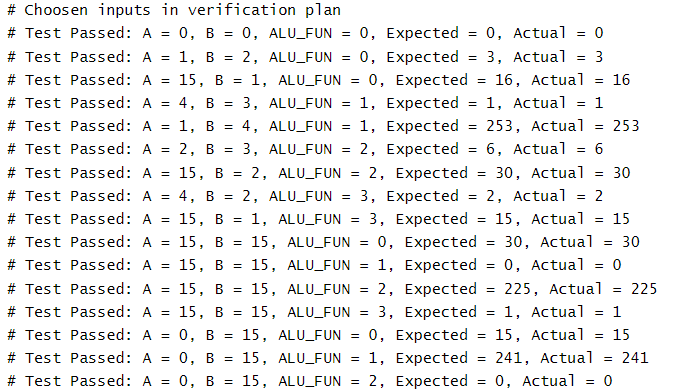 # Choosen inputs in verification plan
# Test Passed: A = 0, B = 0, ALU_FUN = 0, Expected = 0, Actual = 0
# Test Passed: A = 1, B = 2, ALU_FUN = 0, Expected = 3, Actual = 3
# Test Passed: A = 15, B = 1, ALU_FUN = 0, Expected = 16, Actual = 16
# Test Passed: A = 4, B = 3, ALU_FUN = 1, Expected = 1, Actual = 1
# Test Passed: A = 1, B = 4, ALU_FUN = 1, Expected = 253, Actual = 253
# Test Passed: A = 2, B = 3, ALU_FUN = 2, Expected = 6, Actual = 6
# Test Passed: A = 15, B = 2, ALU_FUN = 2, Expected = 30, Actual = 30
# Test Passed: A = 4, B = 2, ALU_FUN = 3, Expected = 2, Actual = 2
# Test Passed: A = 15, B = 1, ALU_FUN = 3, Expected = 15, Actual = 15
# Test Passed: A = 15, B = 15, ALU_FUN = 0, Expected = 30, Actual = 30
# Test Passed: A = 15, B = 15, ALU_FUN = 1, Expected = 0, Actual = 0
# Test Passed: A = 15, B = 15, ALU_FUN = 2, Expected = 225, Actual = 225
# Test Passed: A = 15, B = 15, ALU_FUN = 3, Expected = 1, Actual = 1
# Test Passed: A = 0, B = 15, ALU_FUN = 0, Expected = 15, Actual = 15
# Test Passed: A = 0, B = 15, ALU_FUN = 1, Expected = 241, Actual = 241
# Test Passed: A = 0, B = 15, ALU_FUN = 2, Expected = 0, Actual = 0